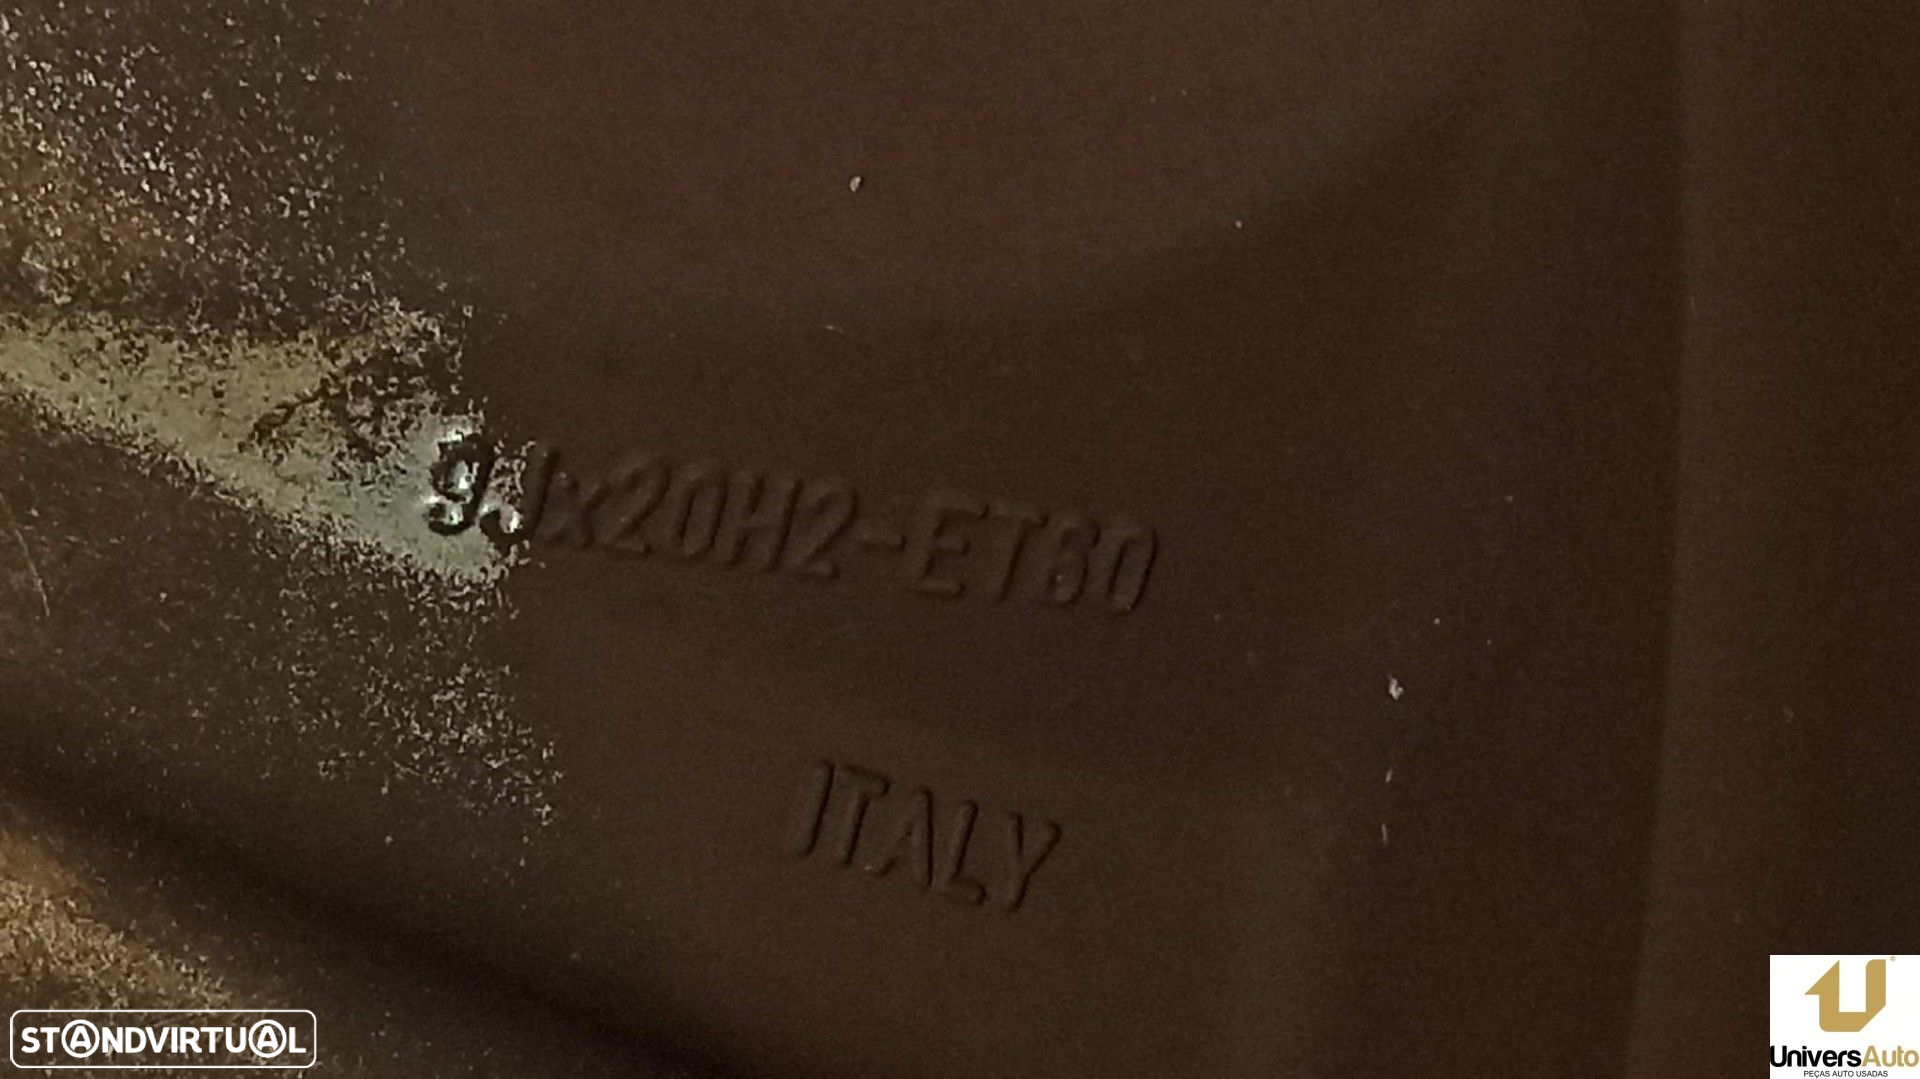 9Jx20H2-ET60
ITALY
STANDVIRTUAL
UniversAuto
PEÇAS AUTO USADAS